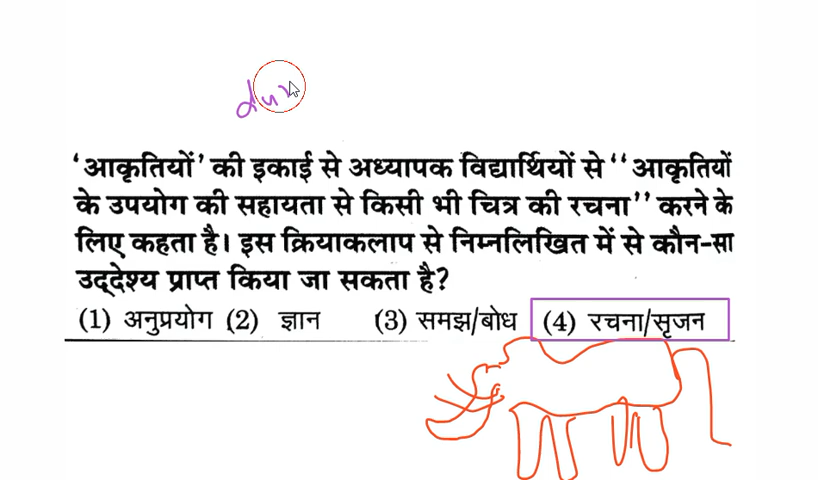 'आकृतियों' की इकाई से अध्यापक विद्यार्थियों से "आकृतियों
के उपयोग की सहायता से किसी भी चित्र की रचना" करने के
लिए कहता है। इस क्रियाकलाप से निम्नलिखित में से कौन-सा
उद्देश्य प्राप्त किया जा सकता है?
(1) अनुप्रयोग (2) ज्ञान (3) समझ/बोध (4) रचना/सृजन